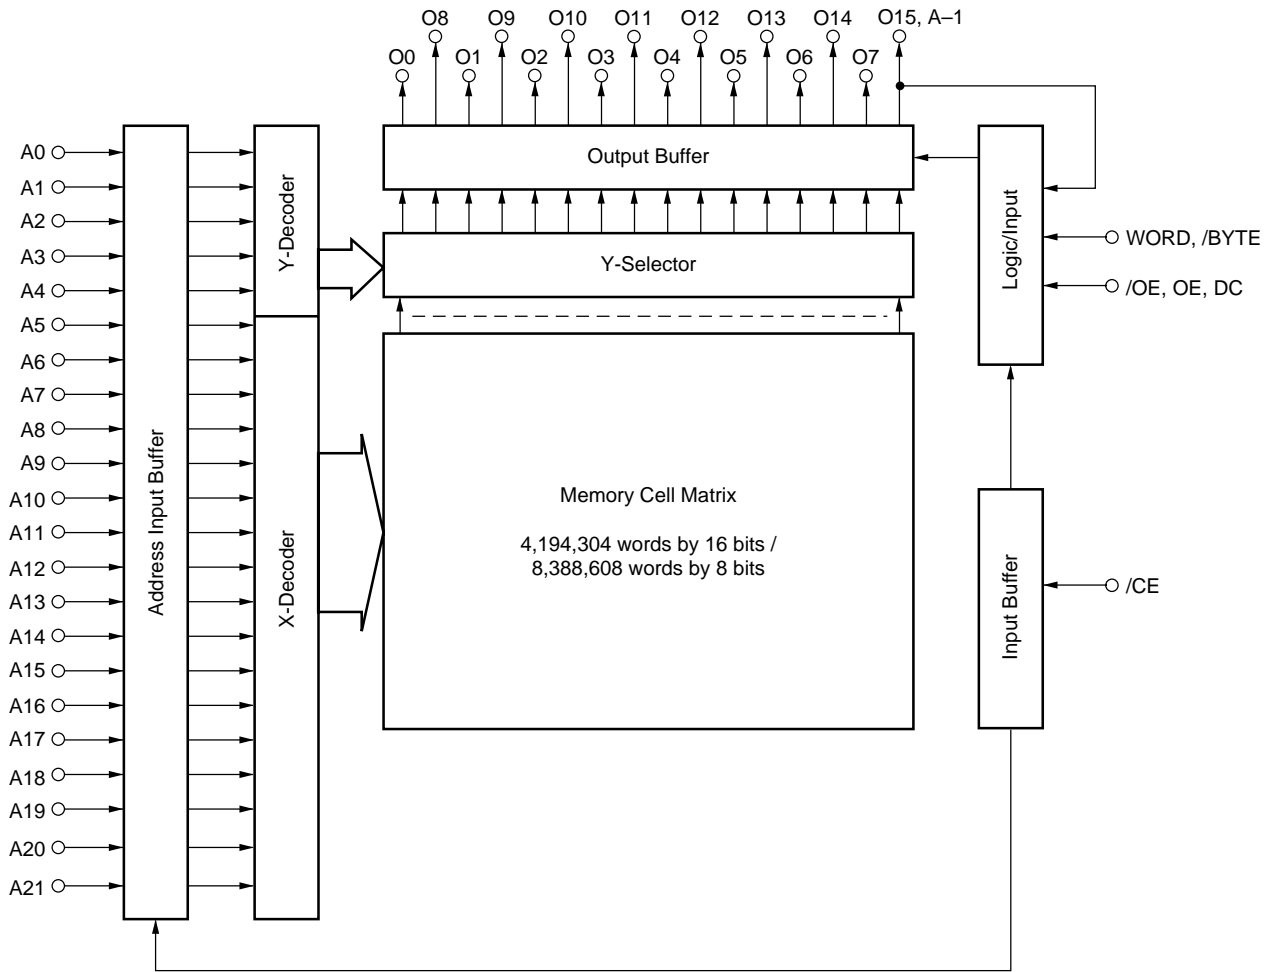 O8 O9 O10 O11 O12 O13 O14 O15, A–1
O0 O1 O2 O3 O4 O5 O6 O7
A0
A1
A2
A3
A4
A5
A6
A7
A8
A9
A10
A11
A12
A13
A14
A15
A16
A17
A18
A19
A20
A21
Address Input Buffer
Y-Decoder
X-Decoder
Output Buffer
Y-Selector
Memory Cell Matrix
4,194,304 words by 16 bits /
8,388,608 words by 8 bits
Logic/Input
WORD, /BYTE
/OE, OE, DC
Input Buffer
/CE